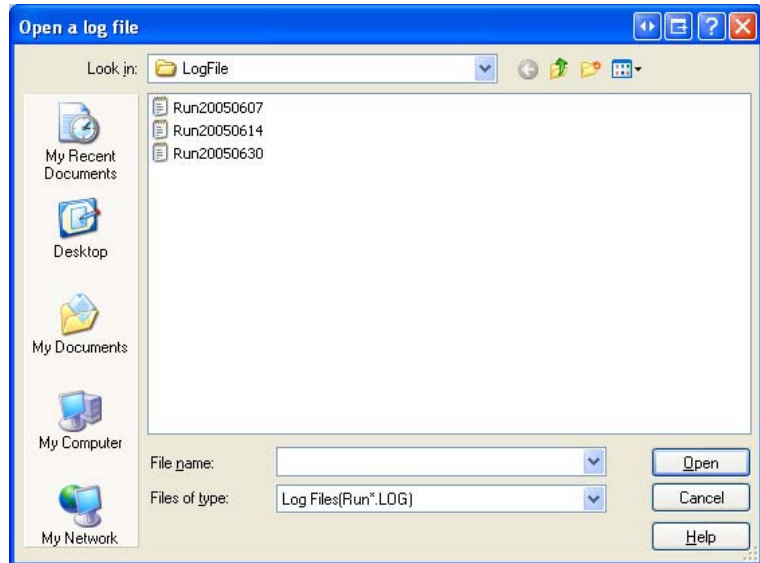 Open a log file
Look in: LogFile
Run20050607
Run20050614
Run20050630
My Recent
Documents
Desktop
My Documents
My Computer
My Network
File name:
Open
Files of type: Log Files(Run*.LOG)
Cancel
Help